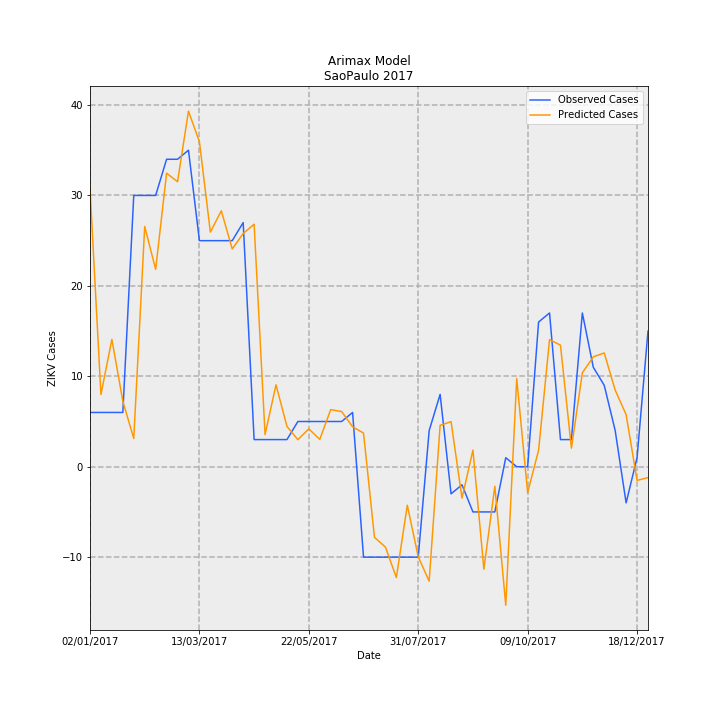 Arimax Model
SaoPaulo 2017
Observed Cases
Predicted Cases
40
30
20
10
0
−10
ZIKV Cases
02/01/2017 13/03/2017 22/05/2017 31/07/2017 09/10/2017 18/12/2017
Date